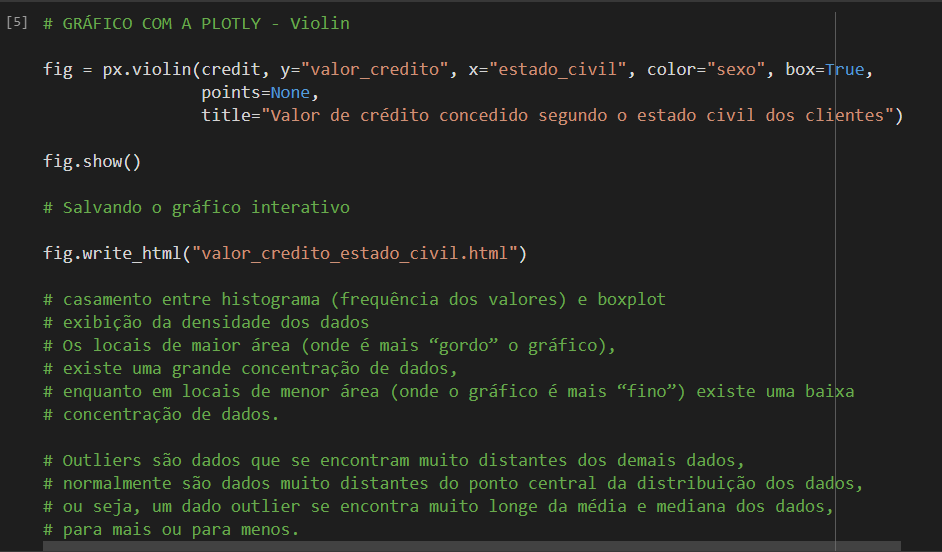 [5] # GRÁFICO COM A PLOTLY - Violin
fig = px.violin(credit, y="valor_credito", x="estado_civil", color="sexo", box=True,
points=None,
title="Valor de crédito concedido segundo o estado civil dos clientes")
fig.show()
# Salvando o gráfico interativo
fig.write_html("valor_credito_estado_civil.html")
# casamento entre histograma (frequência dos valores) e boxplot
# exibição da densidade dos dados
# Os locais de maior área (onde é mais “gordo” o gráfico),
# existe uma grande concentração de dados,
# enquanto em locais de menor área (onde o gráfico é mais “fino”) existe uma baixa
# concentração de dados.
# Outliers são dados que se encontram muito distantes dos demais dados,
# normalmente são dados muito distantes do ponto central da distribuição dos dados,
# ou seja, um dado outlier se encontra muito longe da média e mediana dos dados,
# para mais ou para menos.